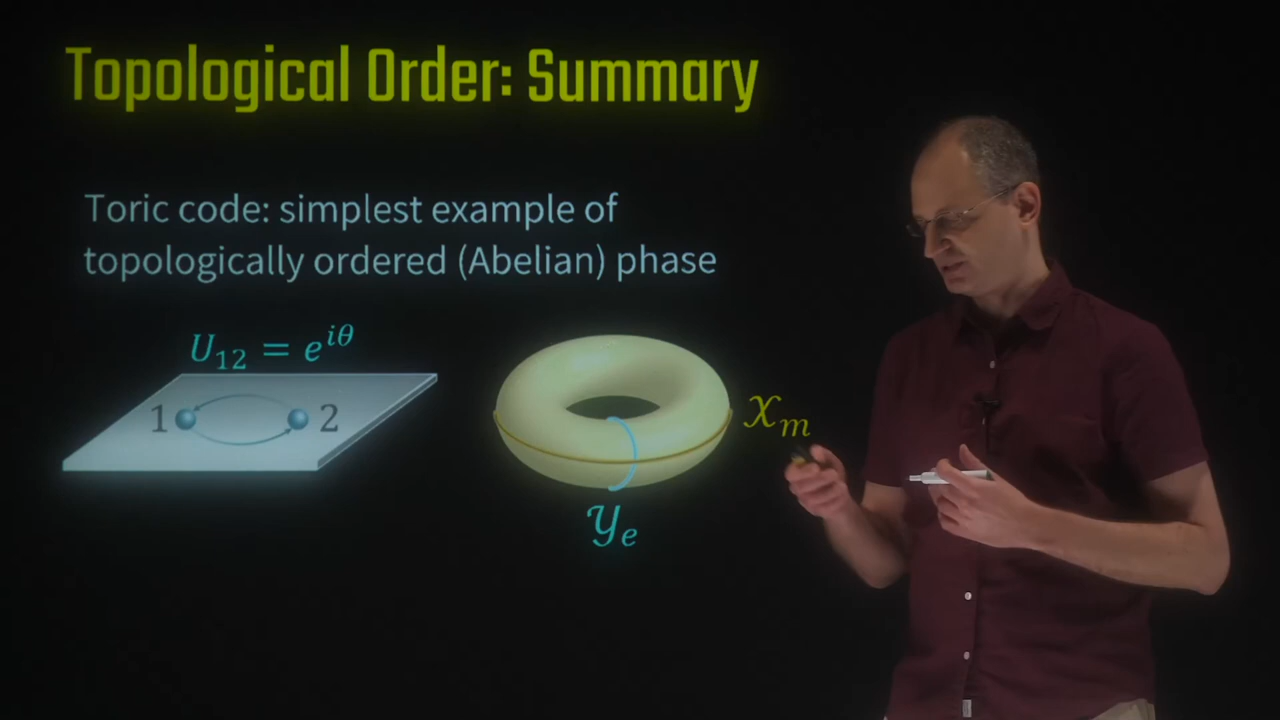 Topological Order: Summary
Toric code: simplest example of
topologically ordered (Abelian) phase
U₁₂ = e^{iθ}
1
2
𝒳ₘ
𝒴ₑ